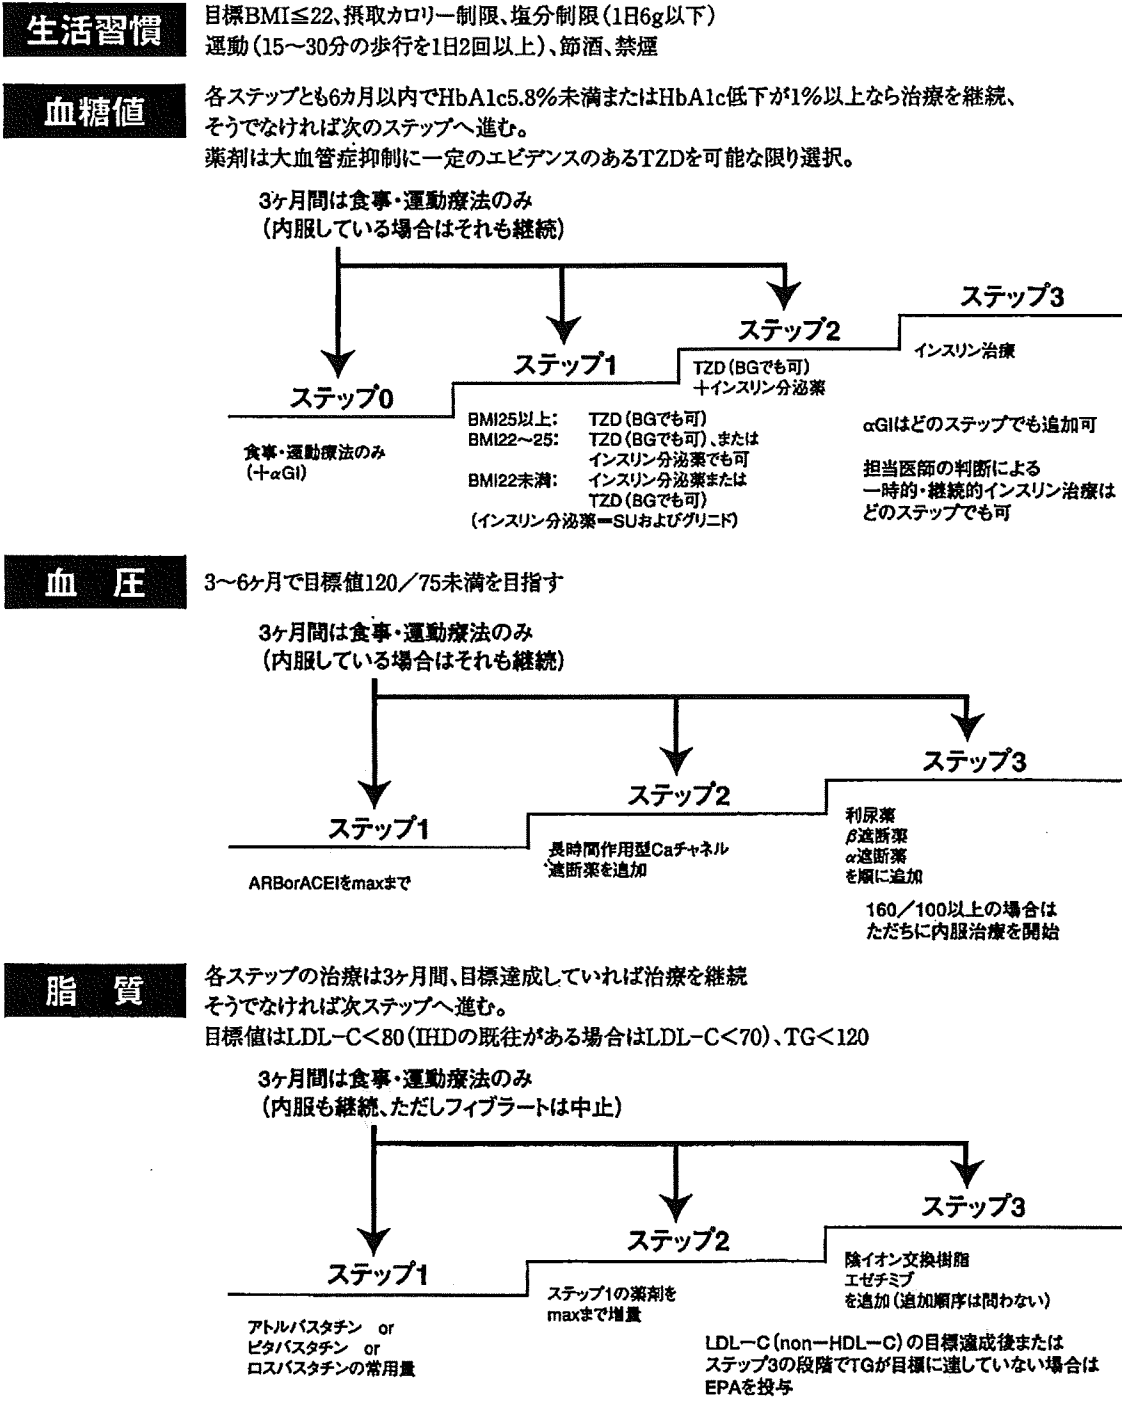 生活習慣
目標BMI≦22、摂取カロリー制限、塩分制限（1日6g以下）
運動（15～30分の歩行を1日2回以上）、節酒、禁煙
血糖値
各ステップとも6カ月以内でHbA1c5.8％未満またはHbA1c低下が1％以上なら治療を継続、
そうでなければ次のステップへ進む。
薬剤は大血管症抑制に一定のエビデンスのあるTZDを可能な限り選択。
3ヶ月間は食事・運動療法のみ
（内服している場合はそれも継続）
ステップ0
食事・運動療法のみ
（＋αGI）
ステップ1
BMI25以上： TZD（BGでも可）
BMI22～25： TZD（BGでも可）、または
インスリン分泌薬でも可
BMI22未満： インスリン分泌薬または
TZD（BGでも可）
（インスリン分泌薬＝SUおよびグリニド）
ステップ2
TZD（BGでも可）
＋インスリン分泌薬
ステップ3
インスリン治療
αGIはどのステップでも追加可
担当医師の判断による
一時的・継続的インスリン治療は
どのステップでも可
血 圧
3～6ヶ月で目標値120／75未満を目指す
3ヶ月間は食事・運動療法のみ
（内服している場合はそれも継続）
ステップ1
ARBorACEIをmaxまで
ステップ2
長時間作用型Caチャネル
遮断薬を追加
ステップ3
利尿薬
β遮断薬
α遮断薬
を順に追加
160／100以上の場合は
ただちに内服治療を開始
脂 質
各ステップの治療は3ヶ月間、目標達成していれば治療を継続
そうでなければ次ステップへ進む。
目標値はLDL－C＜80（IHDの既往がある場合はLDL－C＜70）、TG＜120
3ヶ月間は食事・運動療法のみ
（内服も継続、ただしフィブラートは中止）
ステップ1
アトルバスタチン or
ピタバスタチン or
ロスバスタチンの常用量
ステップ2
ステップ1の薬剤を
maxまで増量
ステップ3
陰イオン交換樹脂
エゼチミブ
を追加（追加順序は問わない）
LDL－C（non－HDL－C）の目標達成後または
ステップ3の段階でTGが目標に達していない場合は
EPAを投与